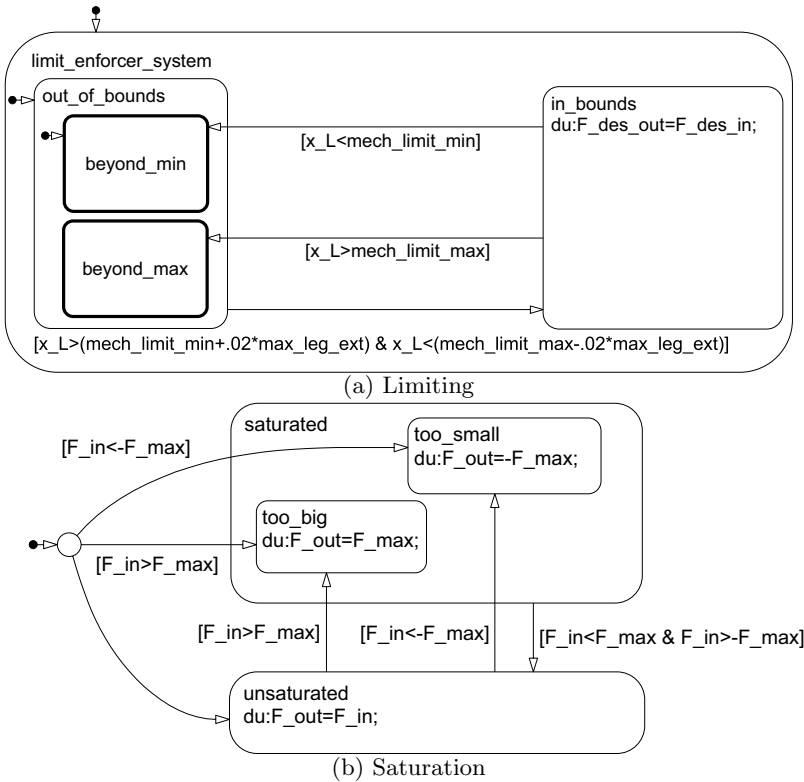 limit_enforcer_system
out_of_bounds
in_bounds
du:F_des_out=F_des_in;
[x_L<mech_limit_min]
beyond_min
[x_L>mech_limit_max]
beyond_max
[x_L>(mech_limit_min+.02*max_leg_ext) & x_L<(mech_limit_max-.02*max_leg_ext)]
(a) Limiting
saturated
too_small
du:F_out=-F_max;
[F_in<-F_max]
too_big
du:F_out=F_max;
[F_in>F_max]
[F_in>F_max]
[F_in<-F_max]
[F_in<F_max & F_in>-F_max]
unsaturated
du:F_out=F_in;
(b) Saturation